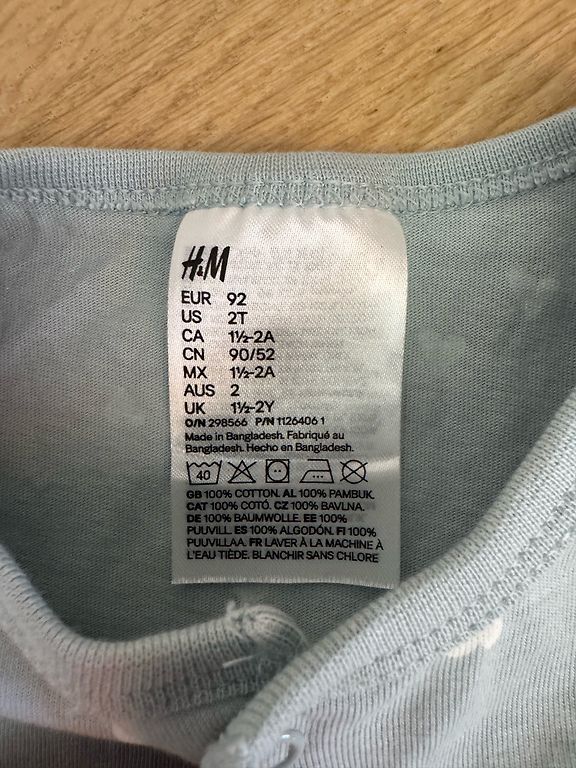 H&M
EUR 92
US 2T
CA 1½-2A
CN 90/52
MX 1½-2A
AUS 2
UK 1½-2Y
O/N 298566 P/N 1126406 1
Made in Bangladesh. Fabriqué au
Bangladesh. Hecho en Bangladesh.
40
GB 100% COTTON. AL 100% PAMBUK.
CAT 100% COTÓ. CZ 100% BAVLNA.
DE 100% BAUMWOLLE. EE 100%
PUUVILL. ES 100% ALGODÓN. FI 100%
PUUVILLAA. FR LAVER À LA MACHINE À
L'EAU TIÈDE. BLANCHIR SANS CHLORE